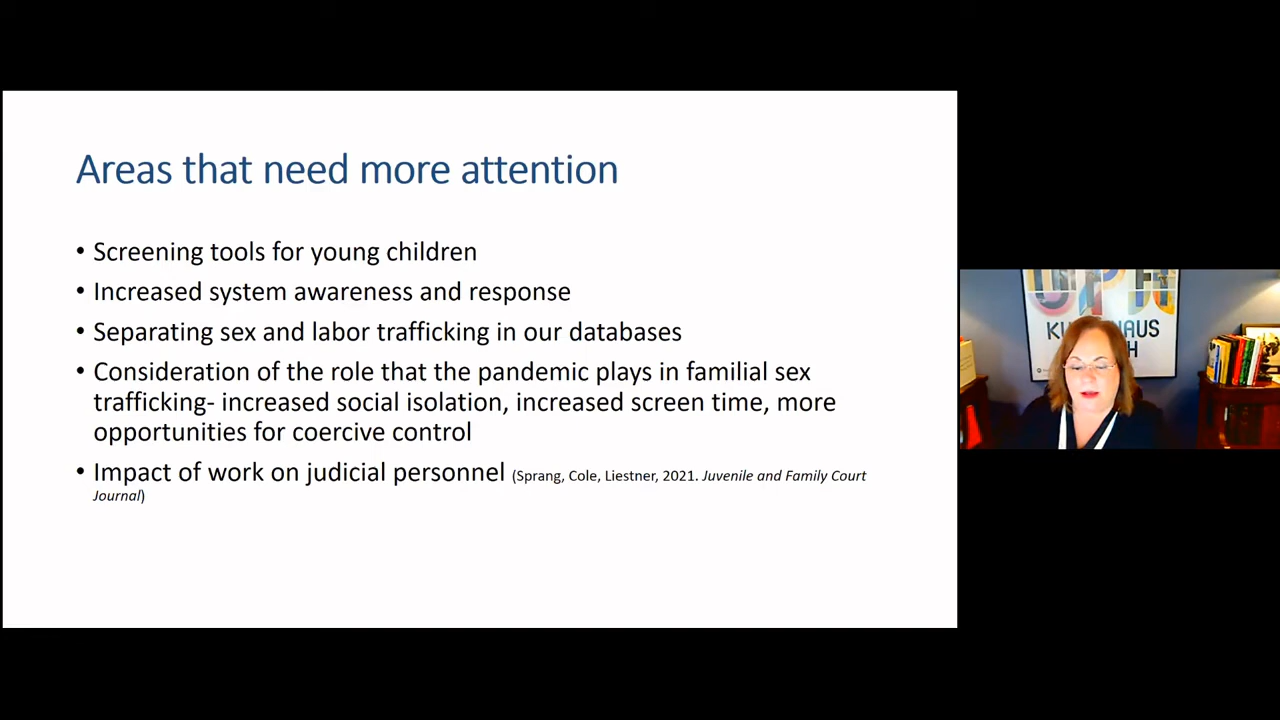 Areas that need more attention
• Screening tools for young children
• Increased system awareness and response
• Separating sex and labor trafficking in our databases
• Consideration of the role that the pandemic plays in familial sex
trafficking- increased social isolation, increased screen time, more
opportunities for coercive control
• Impact of work on judicial personnel (Sprang, Cole, Liestner, 2021. Juvenile and Family Court
Journal)